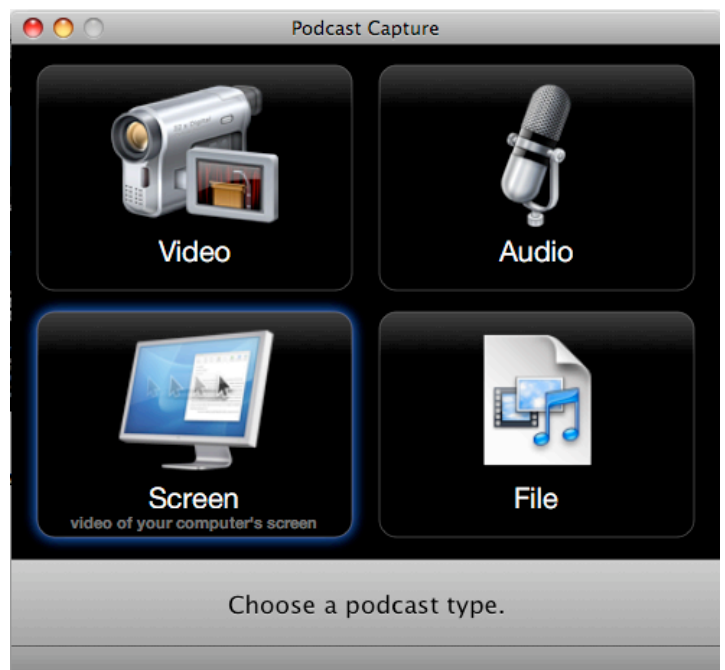 Podcast Capture
Video
Audio
Screen
video of your computer's screen
File
Choose a podcast type.